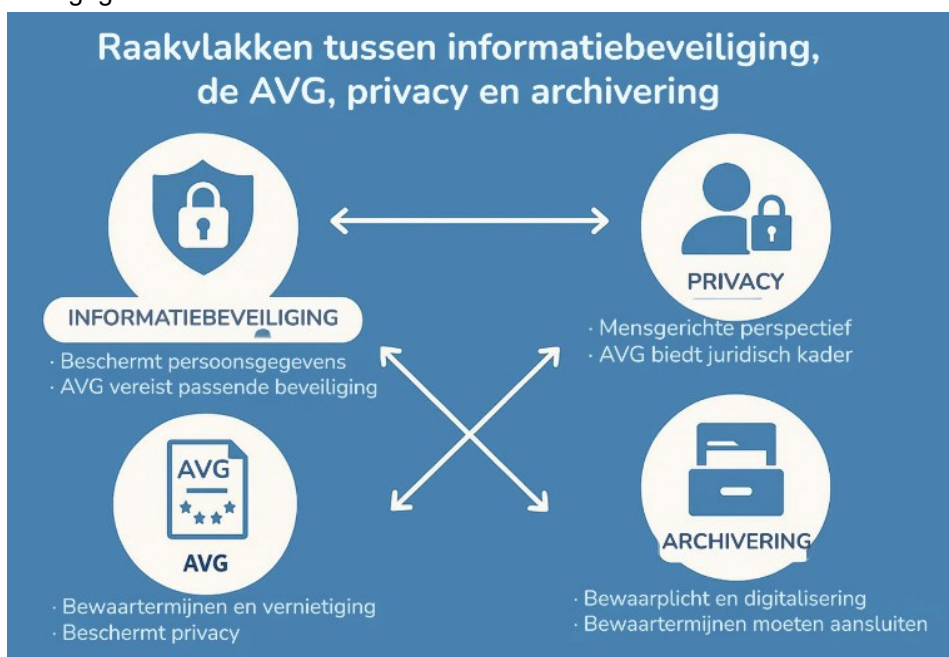 Raakvlakken tussen informatiebeveiliging,
de AVG, privacy en archivering
INFORMATIEBEVEILIGING
· Beschermt persoonsgegevens
· AVG vereist passende beveiliging
PRIVACY
· Mensgerichte perspectief
· AVG biedt juridisch kader
AVG
AVG
· Bewaartermijnen en vernietiging
· Beschermt privacy
ARCHIVERING
· Bewaarplicht en digitalisering
· Bewaartermijnen moeten aansluiten